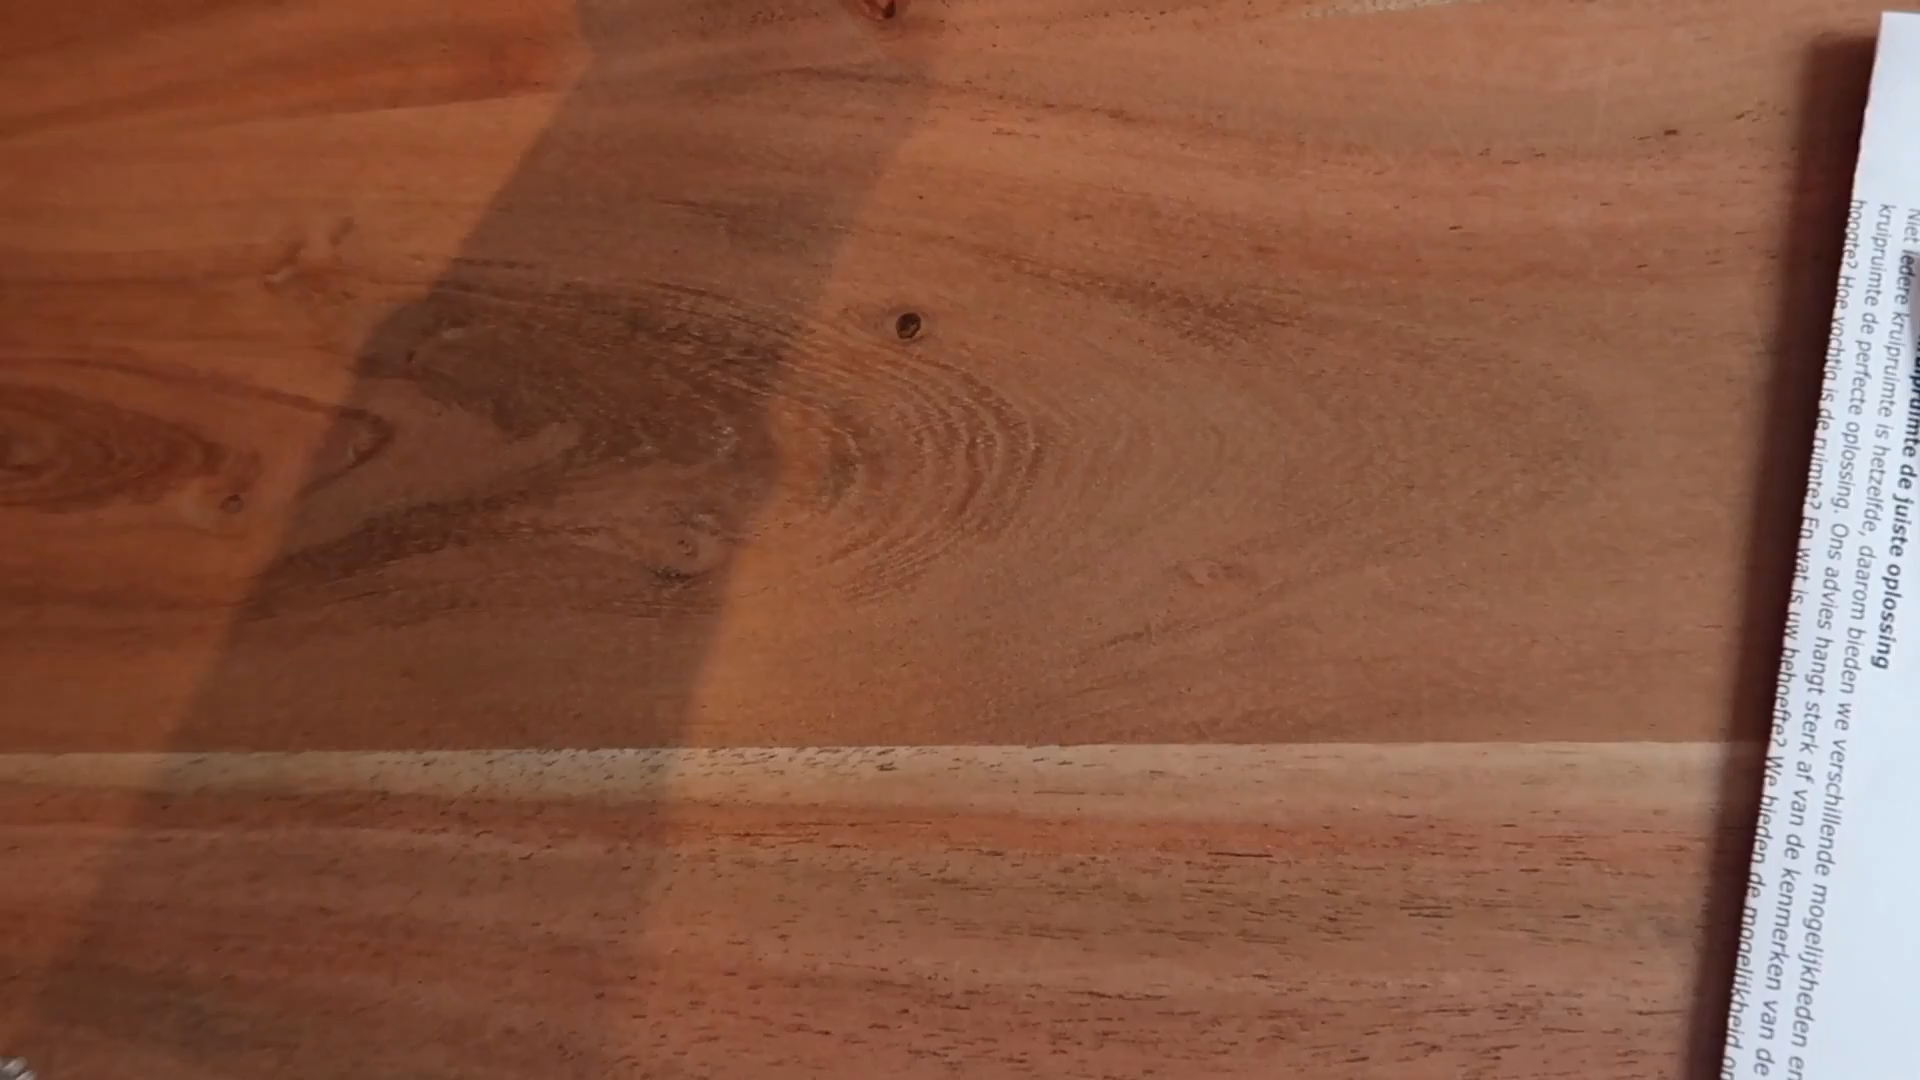 kruipruimte de juiste oplossing
Niet iedere kruipruimte is hetzelfde, daarom bieden we verschillende mogelijkheden en
kruipruimte de perfecte oplossing. Ons advies hangt sterk af van de kenmerken van de
hoogte? Hoe vochtig is de ruimte? En wat is uw behoefte? We bieden de mogelijkheid